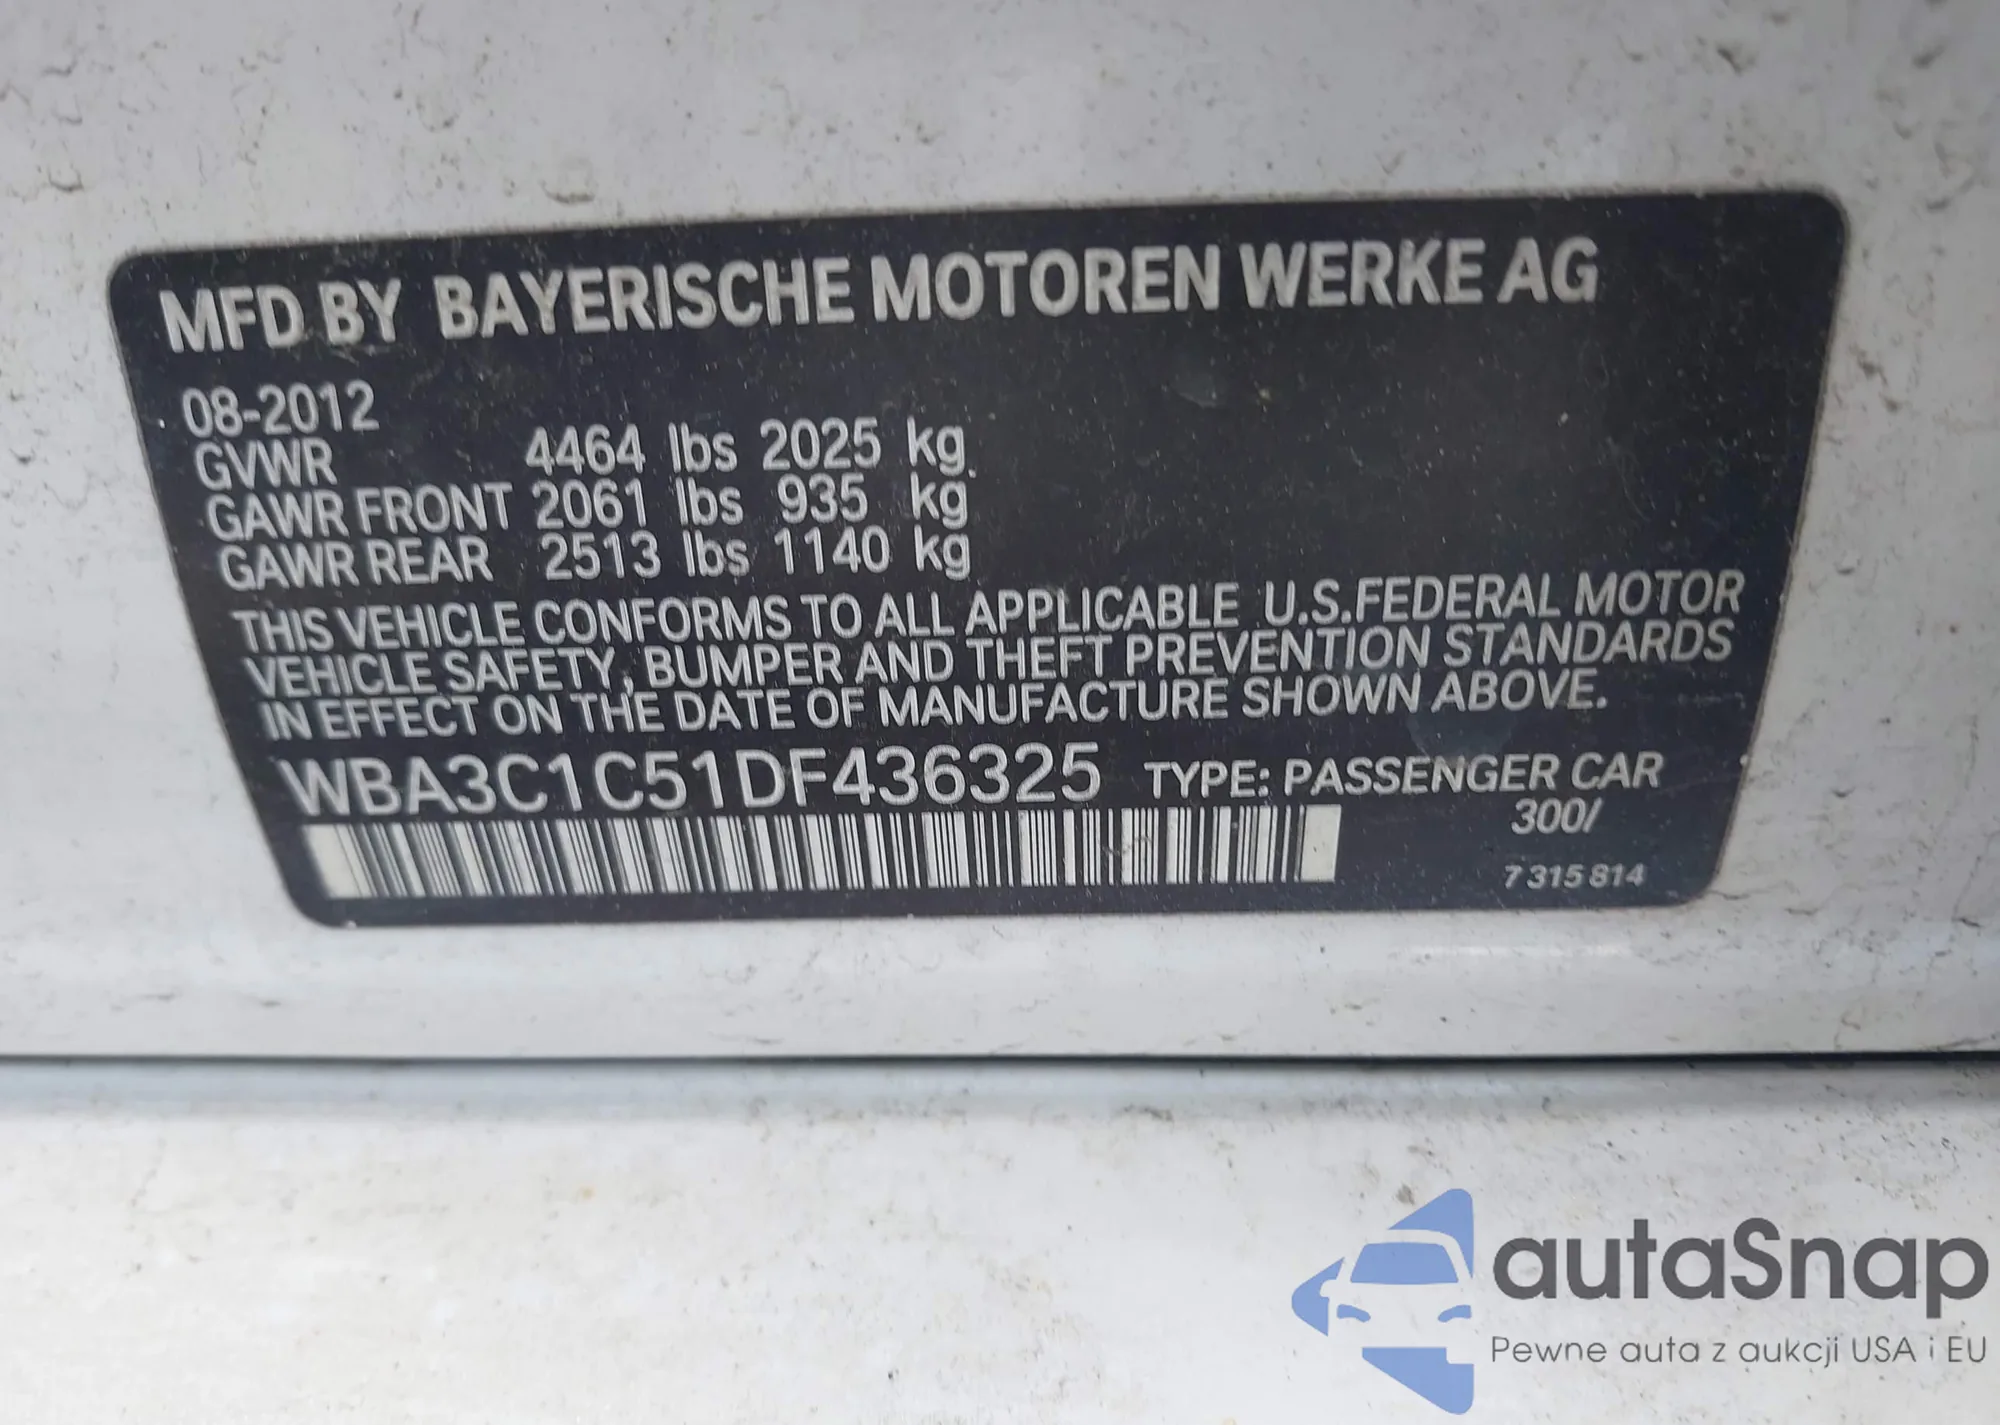 MFD BY BAYERISCHE MOTOREN WERKE AG
08-2012
GVWR 4464 lbs 2025 kg
GAWR FRONT 2061 lbs 935 kg
GAWR REAR 2513 lbs 1140 kg
THIS VEHICLE CONFORMS TO ALL APPLICABLE U.S.FEDERAL MOTOR
VEHICLE SAFETY, BUMPER AND THEFT PREVENTION STANDARDS
IN EFFECT ON THE DATE OF MANUFACTURE SHOWN ABOVE.
WBA3C1C51DF436325 TYPE: PASSENGER CAR
300/
7 315 814
autaSnap
Pewne auta z aukcji USA i EU